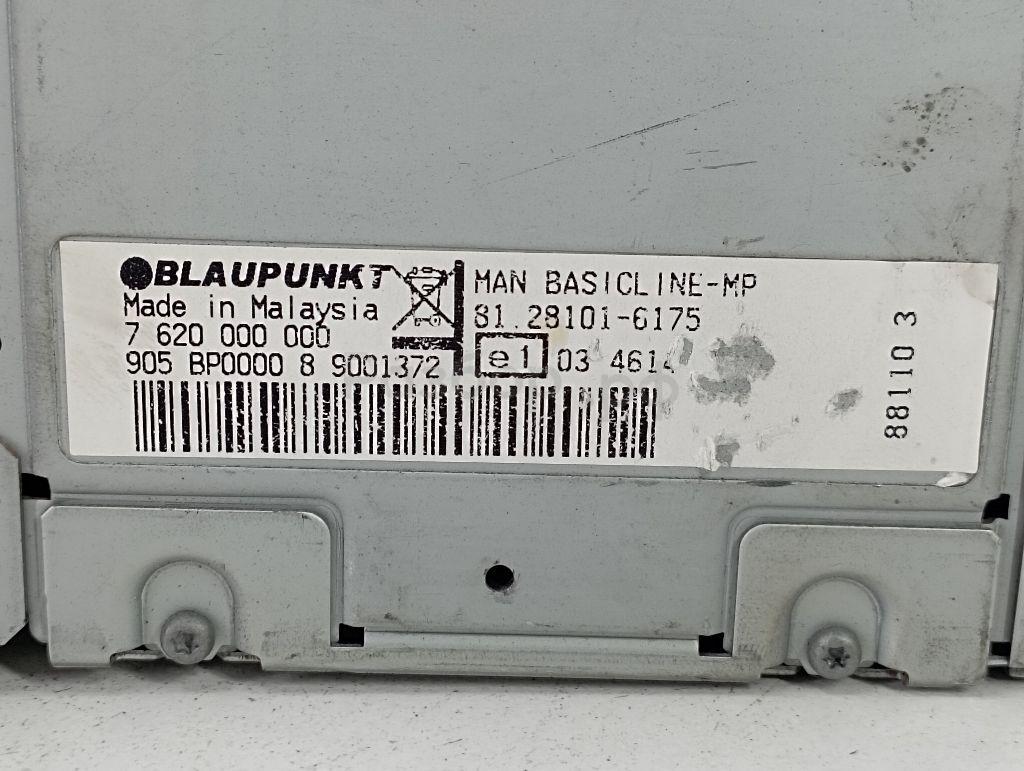 BLAUPUNKT
Made in Malaysia
7 620 000 000
905 BP0000 8 9001372
MAN BASICLINE-MP
81.28101-6175
e1 03 4614
88110 3